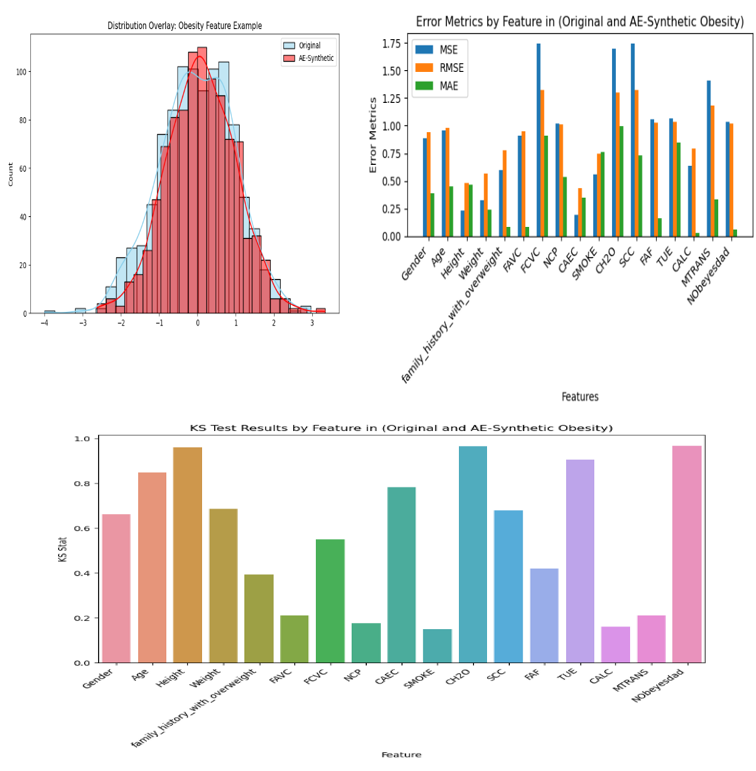 Distribution Overlay: Obesity Feature Example
Original
AE-Synthetic
Count
100
80
60
40
20
0
−4 −3 −2 −1 0 1 2 3
Error Metrics by Feature in (Original and AE-Synthetic Obesity)
MSE
RMSE
MAE
Error Metrics
1.75
1.50
1.25
1.00
0.75
0.50
0.25
0.00
Gender
Age
Height
Weight
family_history_with_overweight
FAVC
FCVC
NCP
CAEC
SMOKE
CH2O
SCC
FAF
TUE
CALC
MTRANS
NObeyesdad
Features
KS Test Results by Feature in (Original and AE-Synthetic Obesity)
KS Stat
1.0
0.8
0.6
0.4
0.2
0.0
Gender
Age
Height
Weight
family_history_with_overweight
FAVC
FCVC
NCP
CAEC
SMOKE
CH2O
SCC
FAF
TUE
CALC
MTRANS
NObeyesdad
Feature